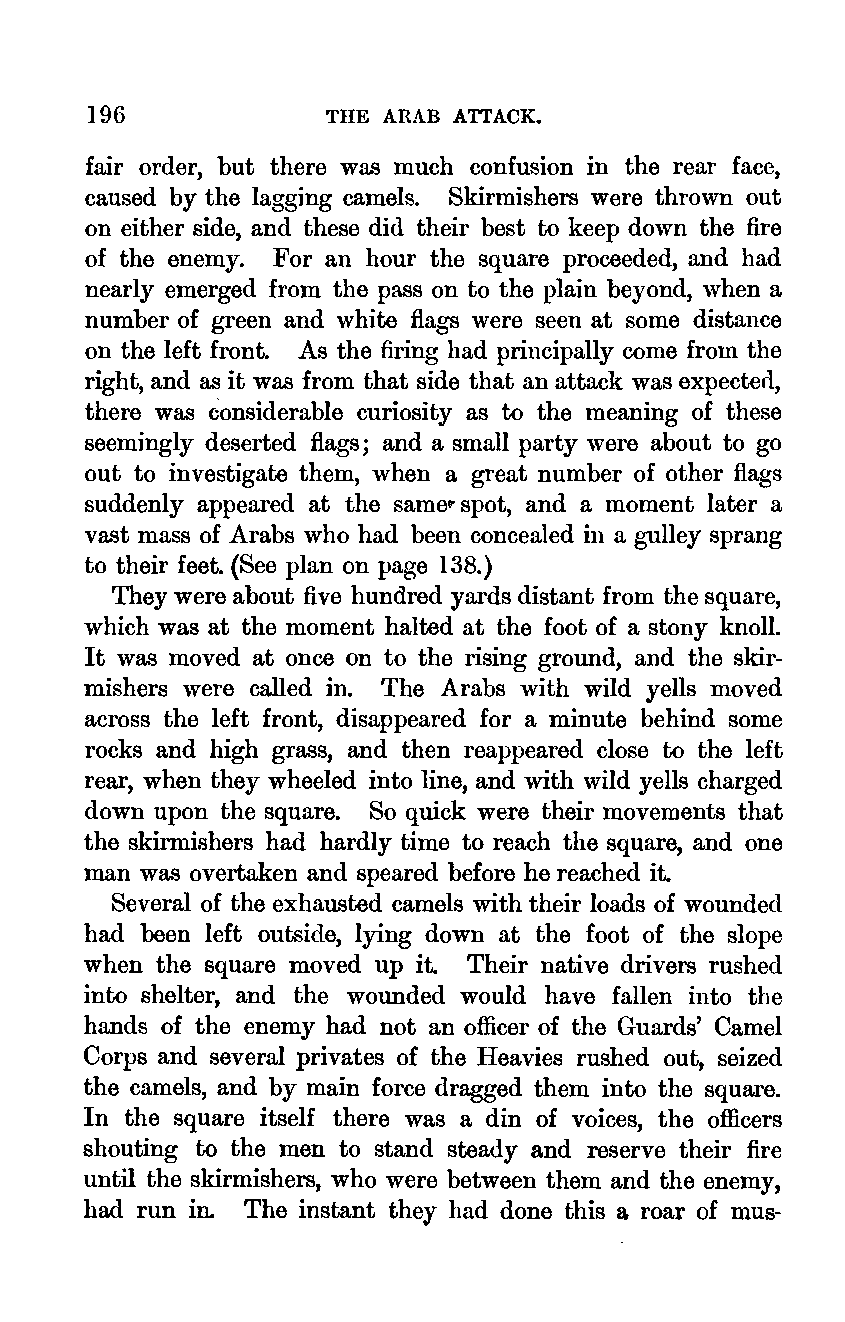 196 THE ARAB ATTACK.
fair order, but there was much confusion in the rear face,
caused by the lagging camels. Skirmishers were thrown out
on either side, and these did their best to keep down the fire
of the enemy. For an hour the square proceeded, and had
nearly emerged from the pass on to the plain beyond, when a
number of green and white flags were seen at some distance
on the left front. As the firing had principally come from the
right, and as it was from that side that an attack was expected,
there was considerable curiosity as to the meaning of these
seemingly deserted flags; and a small party were about to go
out to investigate them, when a great number of other flags
suddenly appeared at the same spot, and a moment later a
vast mass of Arabs who had been concealed in a gulley sprang
to their feet. (See plan on page 138.)
They were about five hundred yards distant from the square,
which was at the moment halted at the foot of a stony knoll.
It was moved at once on to the rising ground, and the skir-
mishers were called in. The Arabs with wild yells moved
across the left front, disappeared for a minute behind some
rocks and high grass, and then reappeared close to the left
rear, when they wheeled into line, and with wild yells charged
down upon the square. So quick were their movements that
the skirmishers had hardly time to reach the square, and one
man was overtaken and speared before he reached it.
Several of the exhausted camels with their loads of wounded
had been left outside, lying down at the foot of the slope
when the square moved up it. Their native drivers rushed
into shelter, and the wounded would have fallen into the
hands of the enemy had not an officer of the Guards' Camel
Corps and several privates of the Heavies rushed out, seized
the camels, and by main force dragged them into the square.
In the square itself there was a din of voices, the officers
shouting to the men to stand steady and reserve their fire
until the skirmishers, who were between them and the enemy,
had run in. The instant they had done this a roar of mus-